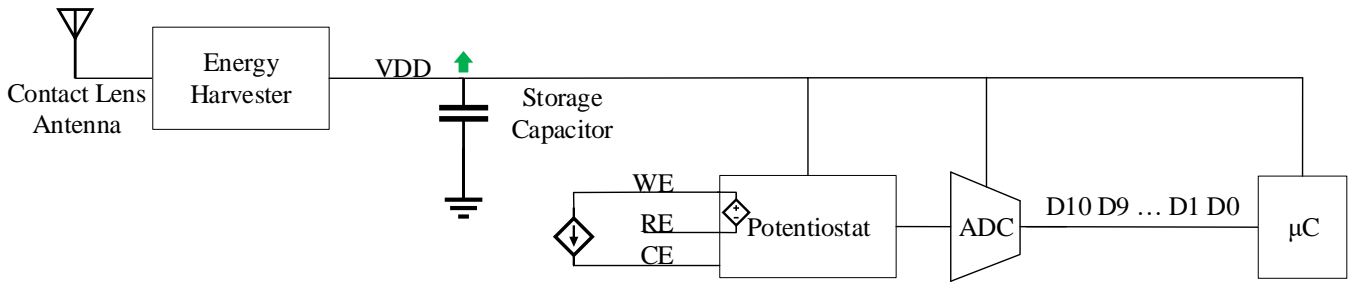 Contact Lens
Antenna
Energy
Harvester
VDD
Storage
Capacitor
WE
RE
CE
+
-
Potentiostat
ADC
D10 D9 … D1 D0
μC